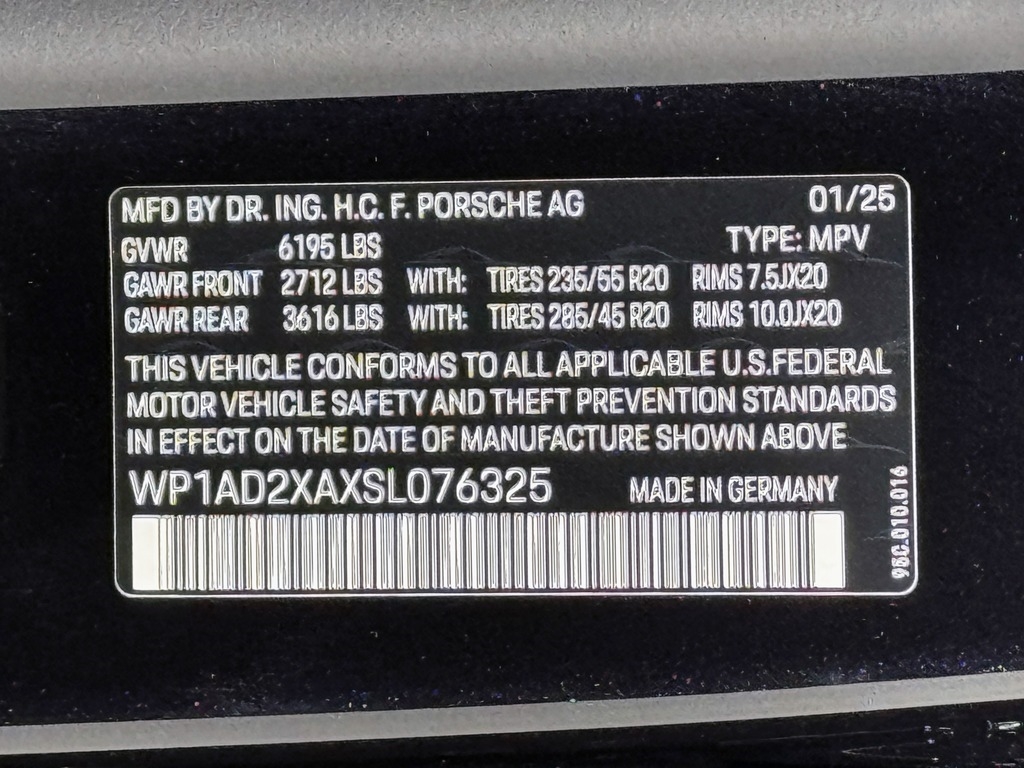 MFD BY DR. ING. H.C. F. PORSCHE AG 01/25
GVWR 6195 LBS TYPE: MPV
GAWR FRONT 2712 LBS WITH: TIRES 235/55 R20 RIMS 7.5JX20
GAWR REAR 3616 LBS WITH: TIRES 285/45 R20 RIMS 10.0JX20
THIS VEHICLE CONFORMS TO ALL APPLICABLE U.S.FEDERAL
MOTOR VEHICLE SAFETY AND THEFT PREVENTION STANDARDS
IN EFFECT ON THE DATE OF MANUFACTURE SHOWN ABOVE
WP1AD2XAXSL076325 MADE IN GERMANY
95C.010.016